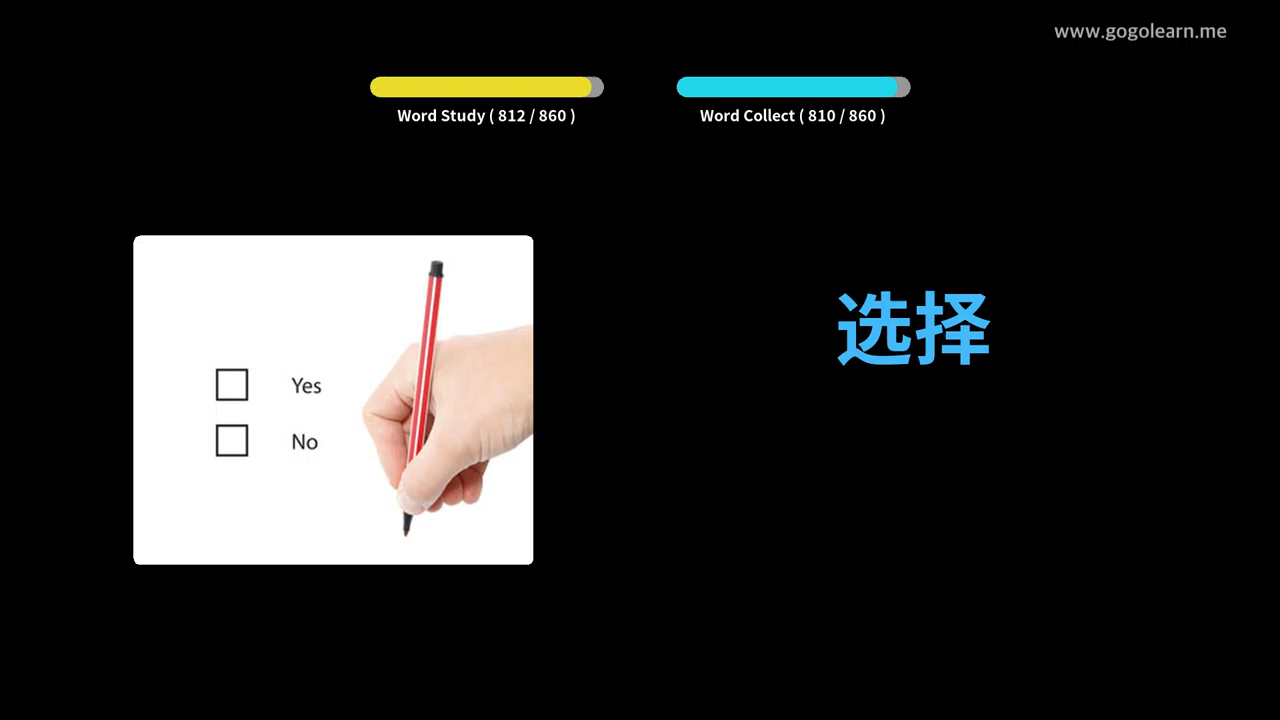 www.gogolearn.me
Word Study ( 812 / 860 )
Word Collect ( 810 / 860 )
选择
Yes
No